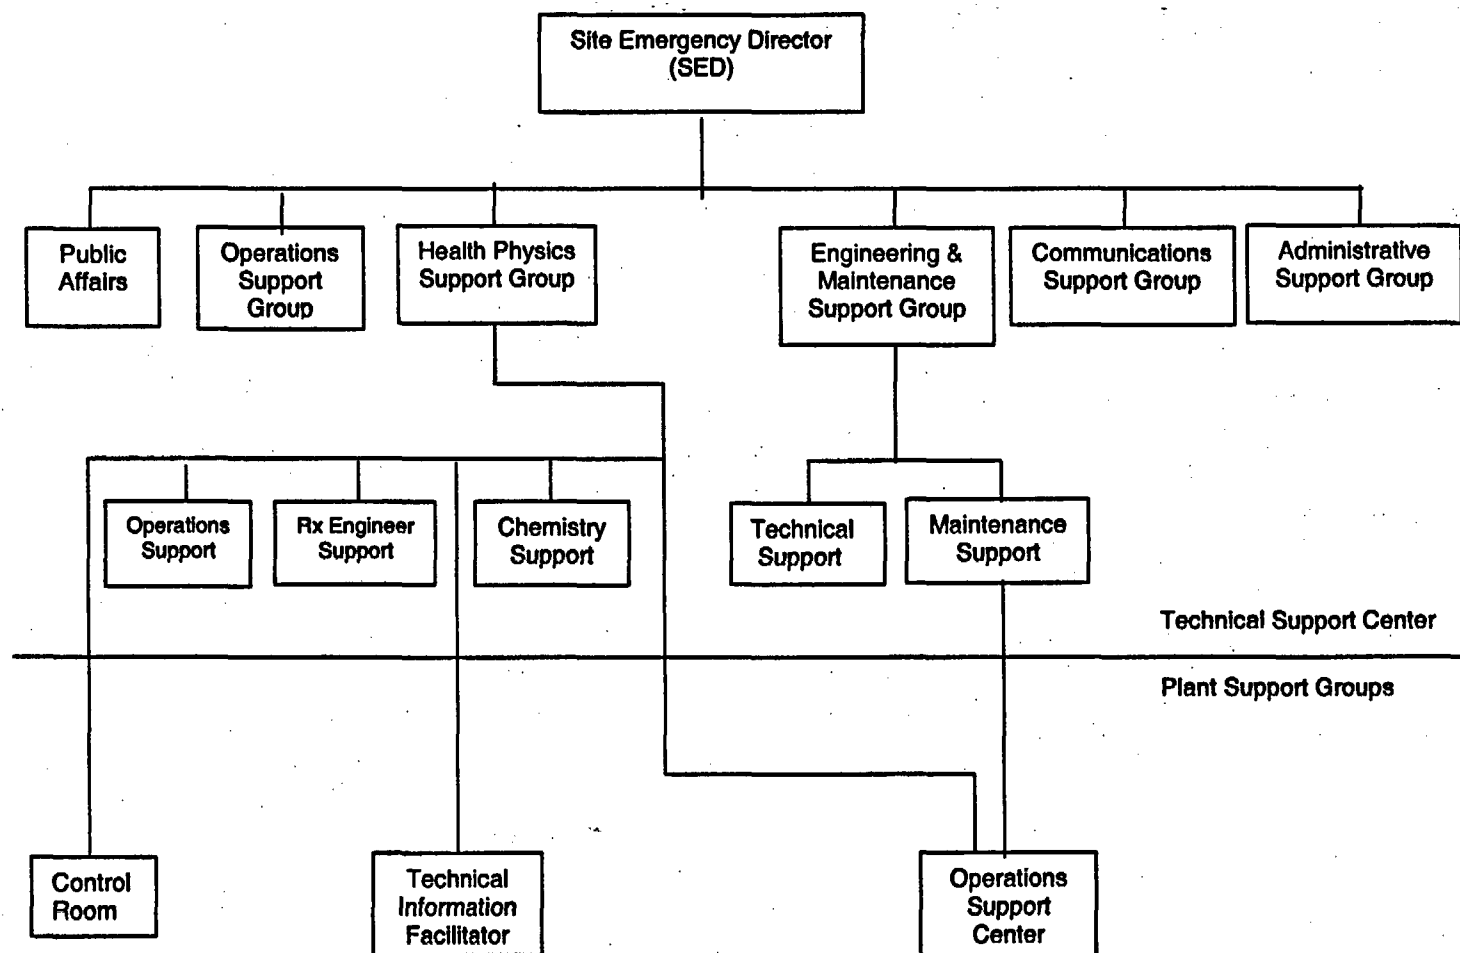 Site Emergency Director
(SED)
Public
Affairs
Operations
Support
Group
Health Physics
Support Group
Engineering &
Maintenance
Support Group
Communications
Support Group
Administrative
Support Group
Operations
Support
Rx Engineer
Support
Chemistry
Support
Technical
Support
Maintenance
Support
Technical Support Center
Plant Support Groups
Control
Room
Technical
Information
Facilitator
Operations
Support
Center